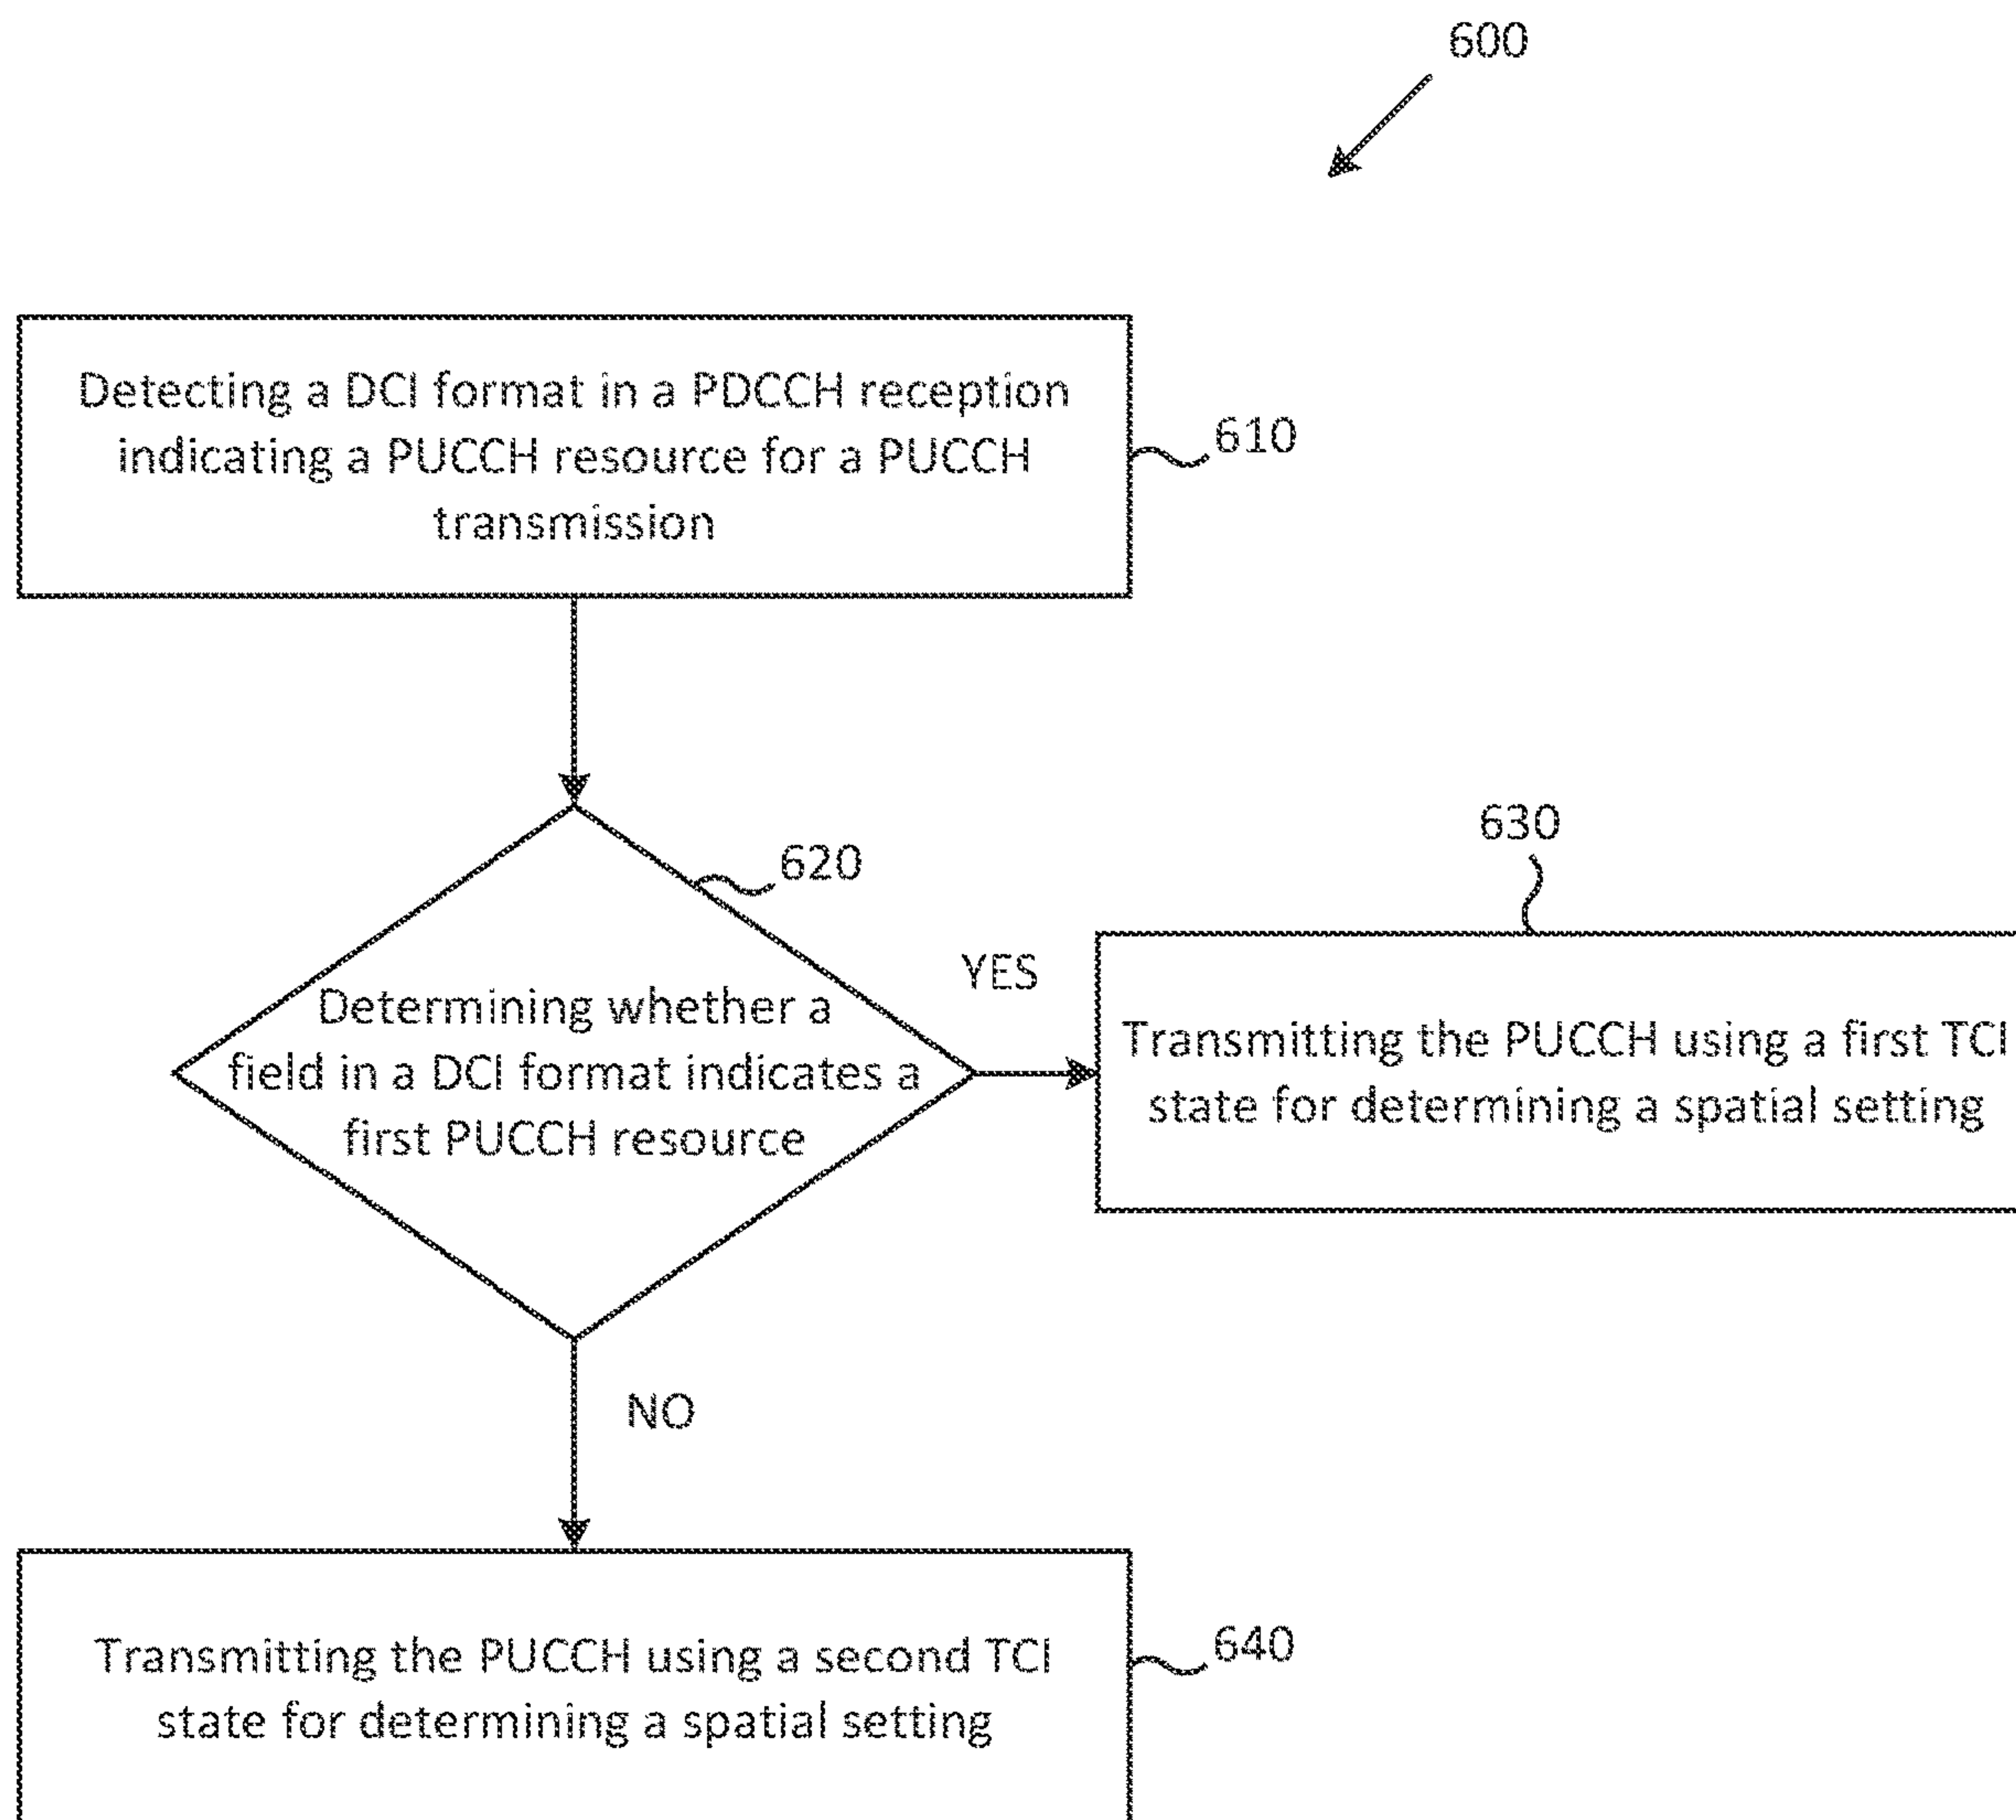 600
Detecting a DCI format in a PDCCH reception
indicating a PUCCH resource for a PUCCH
transmission
610
620
Determining whether a
field in a DCI format indicates a
first PUCCH resource
YES
630
Transmitting the PUCCH using a first TCI
state for determining a spatial setting
NO
Transmitting the PUCCH using a second TCI
state for determining a spatial setting
640